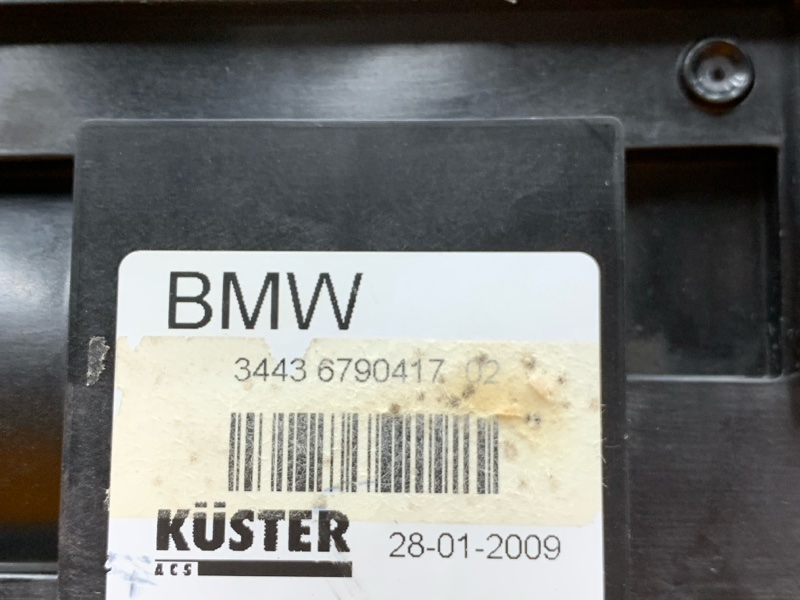 BMW
3443 6790417 02
KÜSTER
ACS
28-01-2009